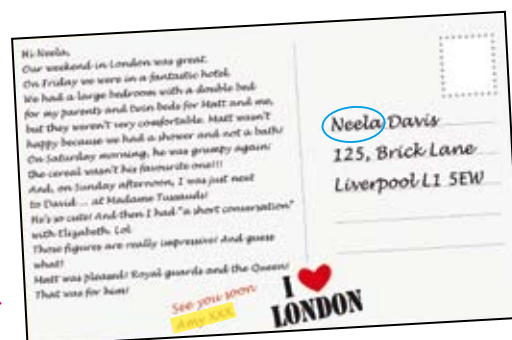 Hi Neela,
Our weekend in London was great.
On Friday we were in a fantastic hotel.
We had a large bedroom with a double bed
for my parents and twin beds for Matt and me,
but they weren't very comfortable. Matt wasn't
happy because we had a shower and not a bath!
On Saturday morning, he was grumpy again:
the cereal wasn't his favourite one!!!
And, on Sunday afternoon, I was just next
to David ... at Madame Tussauds!
He's so cute! And then I had "a short conversation"
with Elizabeth. Lol
Those figures are really impressive! And guess
what!
Matt was pleased! Royal guards and the Queen!
That was for him!
See you soon
Amy XXX
I
LONDON
Neela Davis
125, Brick Lane
Liverpool L1 5EW